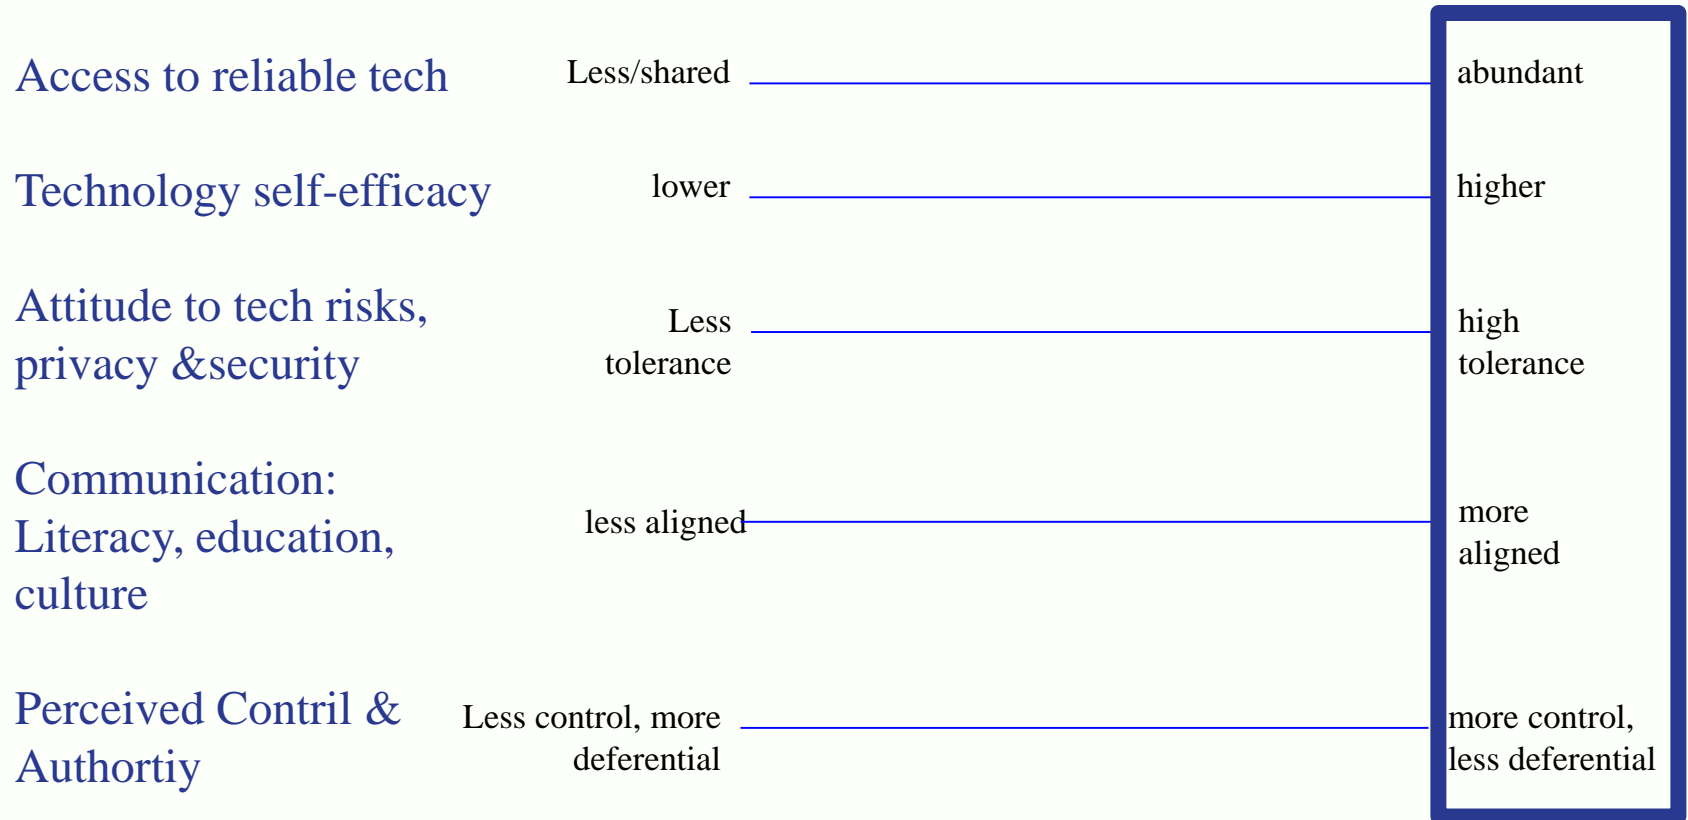 Access to reliable tech Less/shared abundant
Technology self-efficacy lower higher
Attitude to tech risks,
privacy &security
Less
tolerance
high
tolerance
Communication:
Literacy, education,
culture
less aligned
more
aligned
Perceived Contril &
Authortiy
Less control, more
deferential
more control,
less deferential